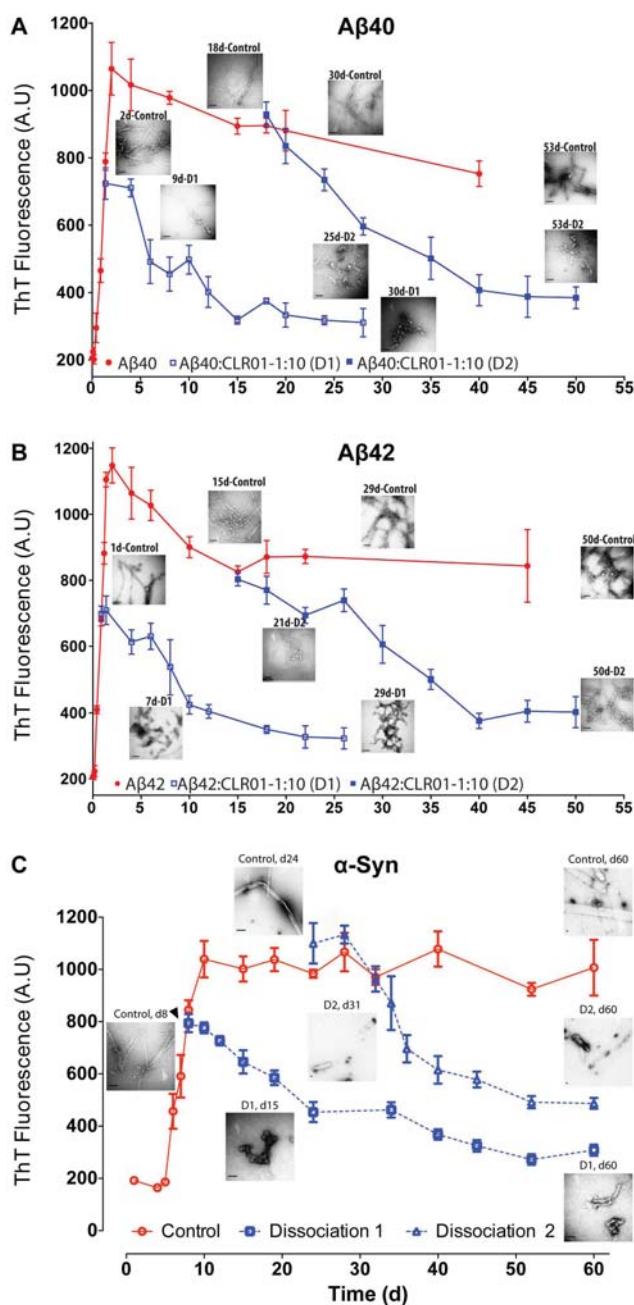 A
Aβ40
ThT Fluorescence (A.U)
1200
1000
800
600
400
200
2d-Control
9d-D1
18d-Control
30d-Control
25d-D2
30d-D1
53d-Control
53d-D2
Aβ40 Aβ40:CLR01-1:10 (D1) Aβ40:CLR01-1:10 (D2)
0 5 10 15 20 25 30 35 40 45 50 55
B
Aβ42
ThT Fluorescence (A.U)
1200
1000
800
600
400
200
1d-Control
7d-D1
15d-Control
21d-D2
29d-Control
29d-D1
50d-Control
50d-D2
Aβ42 Aβ42:CLR01-1:10 (D1) Aβ42:CLR01-1:10 (D2)
0 5 10 15 20 25 30 35 40 45 50 55
C
α-Syn
ThT Fluorescence (A.U)
1200
1000
800
600
400
200
0
Control, d24
Control, d60
Control, d8
D2, d31
D2, d60
D1, d15
D1, d60
Control Dissociation 1 Dissociation 2
0 10 20 30 40 50 60
Time (d)